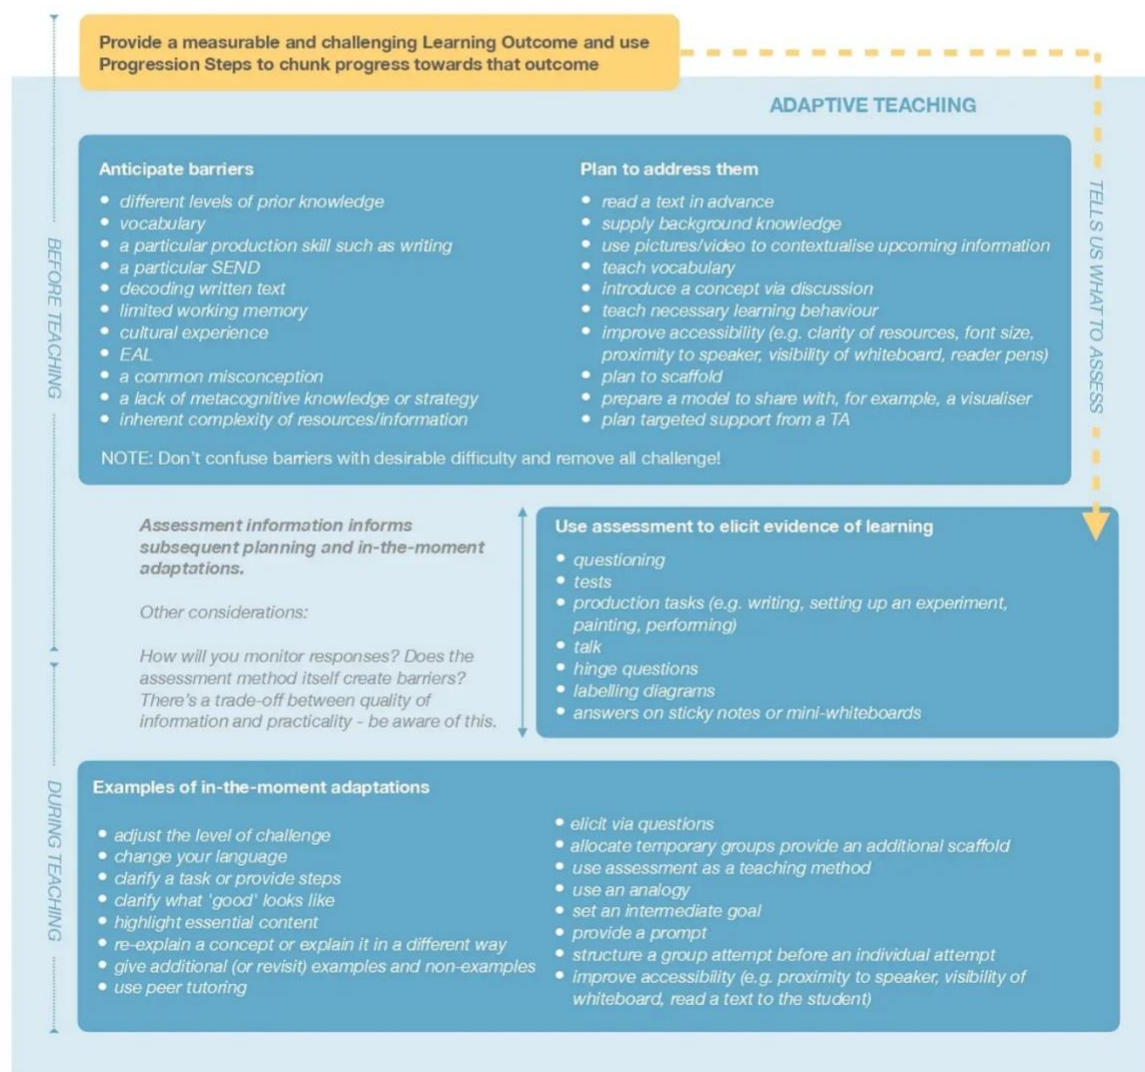 Provide a measurable and challenging Learning Outcome and use
Progression Steps to chunk progress towards that outcome
ADAPTIVE TEACHING
BEFORE TEACHING
Anticipate barriers
• different levels of prior knowledge
• vocabulary
• a particular production skill such as writing
• a particular SEND
• decoding written text
• limited working memory
• cultural experience
• EAL
• a common misconception
• a lack of metacognitive knowledge or strategy
• inherent complexity of resources/information
Plan to address them
• read a text in advance
• supply background knowledge
• use pictures/video to contextualise upcoming information
• teach vocabulary
• introduce a concept via discussion
• teach necessary learning behaviour
• improve accessibility (e.g. clarity of resources, font size,
proximity to speaker, visibility of whiteboard, reader pens)
• plan to scaffold
• prepare a model to share with, for example, a visualiser
• plan targeted support from a TA
NOTE: Don't confuse barriers with desirable difficulty and remove all challenge!
TELLS US WHAT TO ASSESS
Assessment information informs
subsequent planning and in-the-moment
adaptations.
Other considerations:
How will you monitor responses? Does the
assessment method itself create barriers?
There's a trade-off between quality of
information and practicality - be aware of this.
Use assessment to elicit evidence of learning
• questioning
• tests
• production tasks (e.g. writing, setting up an experiment,
painting, performing)
• talk
• hinge questions
• labelling diagrams
• answers on sticky notes or mini-whiteboards
DURING TEACHING
Examples of in-the-moment adaptations
• adjust the level of challenge
• change your language
• clarify a task or provide steps
• clarify what 'good' looks like
• highlight essential content
• re-explain a concept or explain it in a different way
• give additional (or revisit) examples and non-examples
• use peer tutoring
• elicit via questions
• allocate temporary groups provide an additional scaffold
• use assessment as a teaching method
• use an analogy
• set an intermediate goal
• provide a prompt
• structure a group attempt before an individual attempt
• improve accessibility (e.g. proximity to speaker, visibility of
whiteboard, read a text to the student)